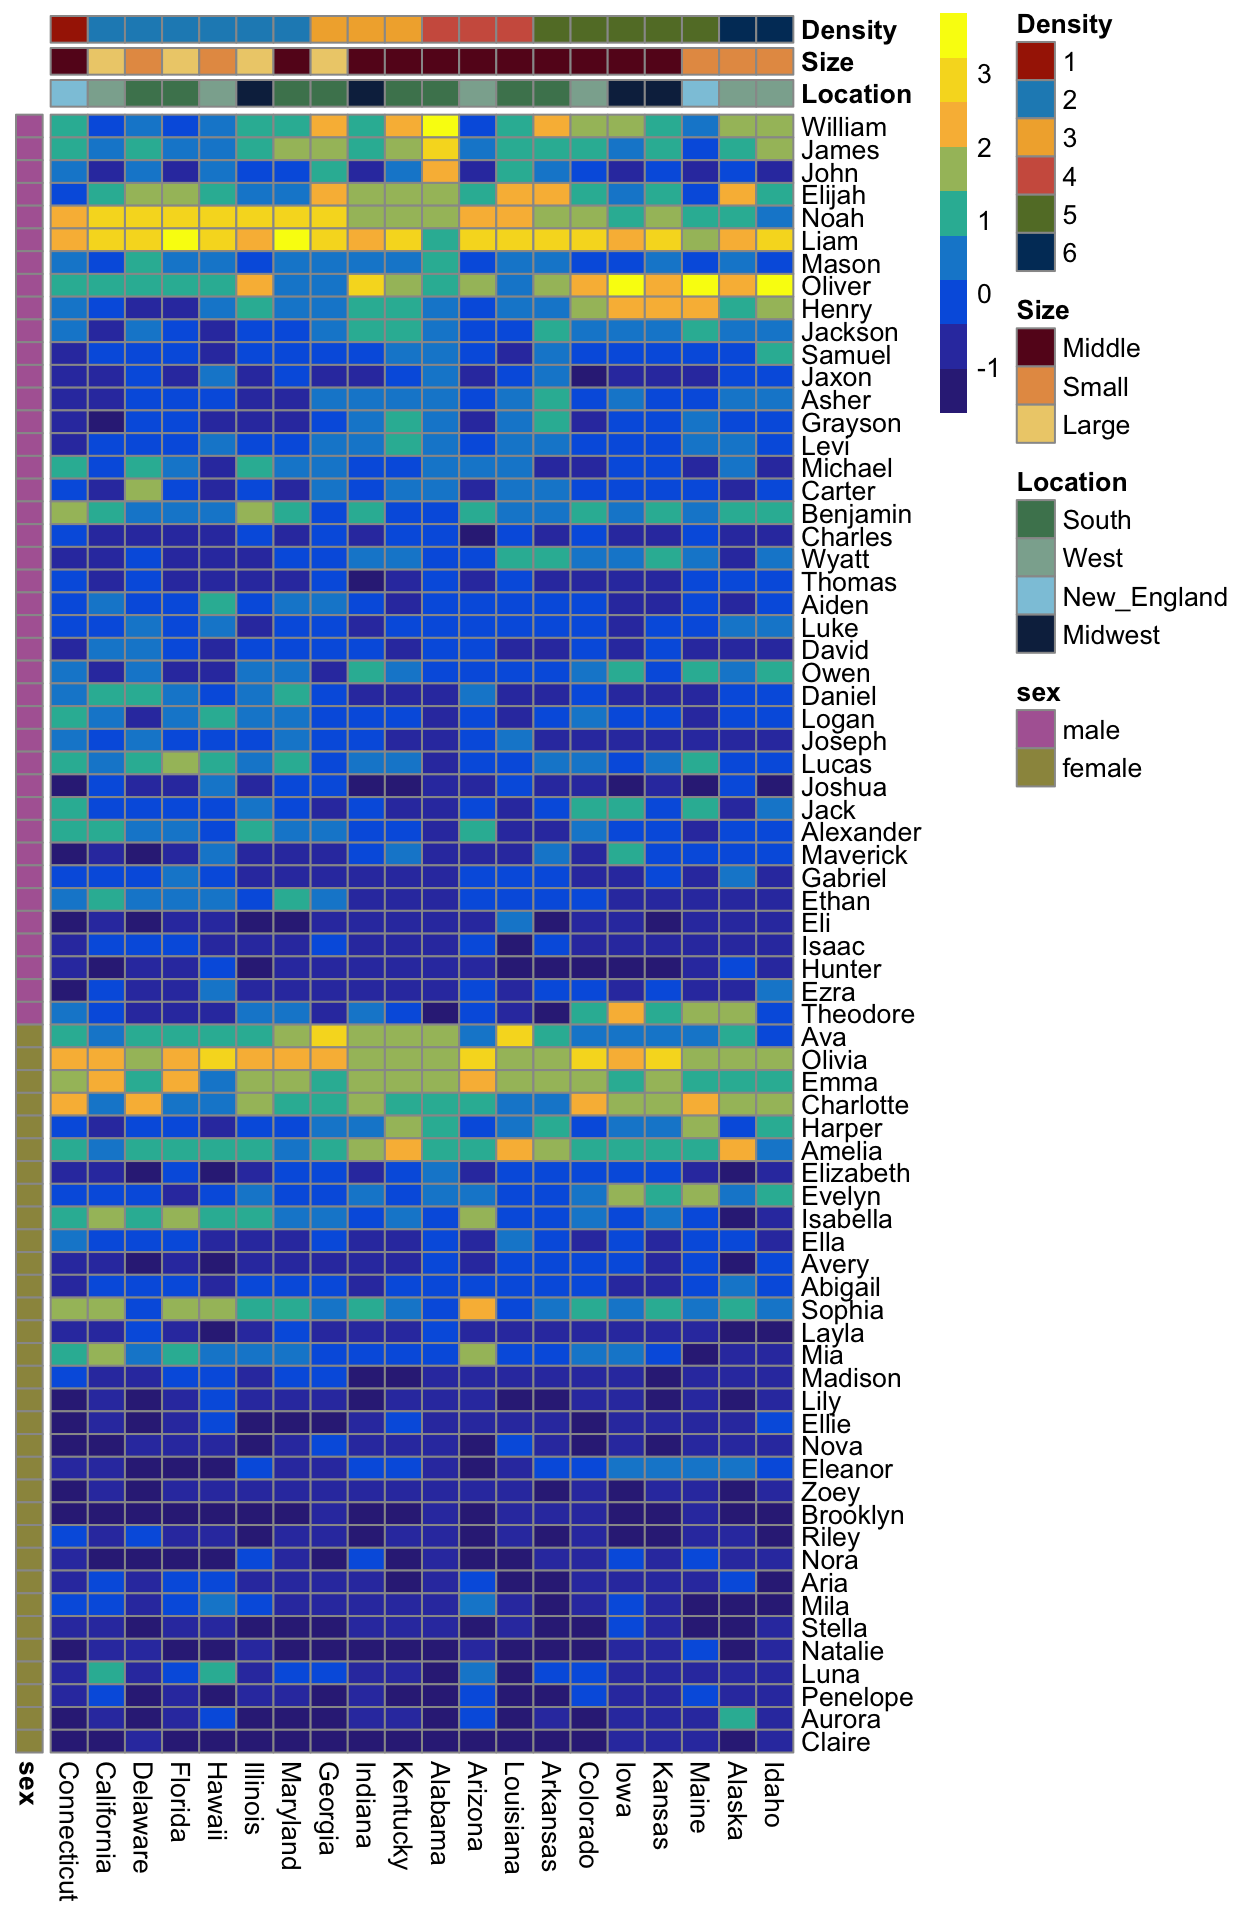 Density
Size
Location
William
James
John
Elijah
Noah
Liam
Mason
Oliver
Henry
Jackson
Samuel
Jaxon
Asher
Grayson
Levi
Michael
Carter
Benjamin
Charles
Wyatt
Thomas
Aiden
Luke
David
Owen
Daniel
Logan
Joseph
Lucas
Joshua
Jack
Alexander
Maverick
Gabriel
Ethan
Eli
Isaac
Hunter
Ezra
Theodore
Ava
Olivia
Emma
Charlotte
Harper
Amelia
Elizabeth
Evelyn
Isabella
Ella
Avery
Abigail
Sophia
Layla
Mia
Madison
Lily
Ellie
Nova
Eleanor
Zoey
Brooklyn
Riley
Nora
Aria
Mila
Stella
Natalie
Luna
Penelope
Aurora
Claire
sex
Connecticut
California
Delaware
Florida
Hawaii
Illinois
Maryland
Georgia
Indiana
Kentucky
Alabama
Arizona
Louisiana
Arkansas
Colorado
Iowa
Kansas
Maine
Alaska
Idaho
3
2
1
0
-1
Density
1
2
3
4
5
6
Size
Middle
Small
Large
Location
South
West
New_England
Midwest
sex
male
female